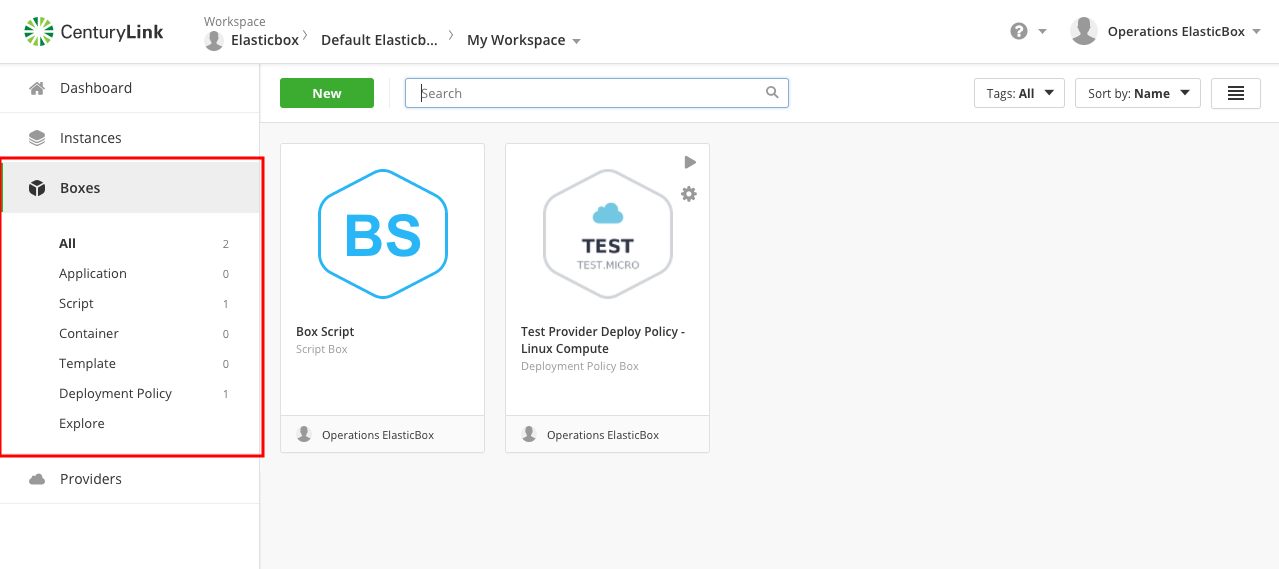 CenturyLink
Workspace
Elasticbox
Default Elasticb...
My Workspace
Operations ElasticBox
Dashboard
Instances
Boxes
All 2
Application 0
Script 1
Container 0
Template 0
Deployment Policy 1
Explore
Providers
New
Search
Tags: All
Sort by: Name
BS
Box Script
Script Box
Operations ElasticBox
TEST
TEST.MICRO
Test Provider Deploy Policy -
Linux Compute
Deployment Policy Box
Operations ElasticBox